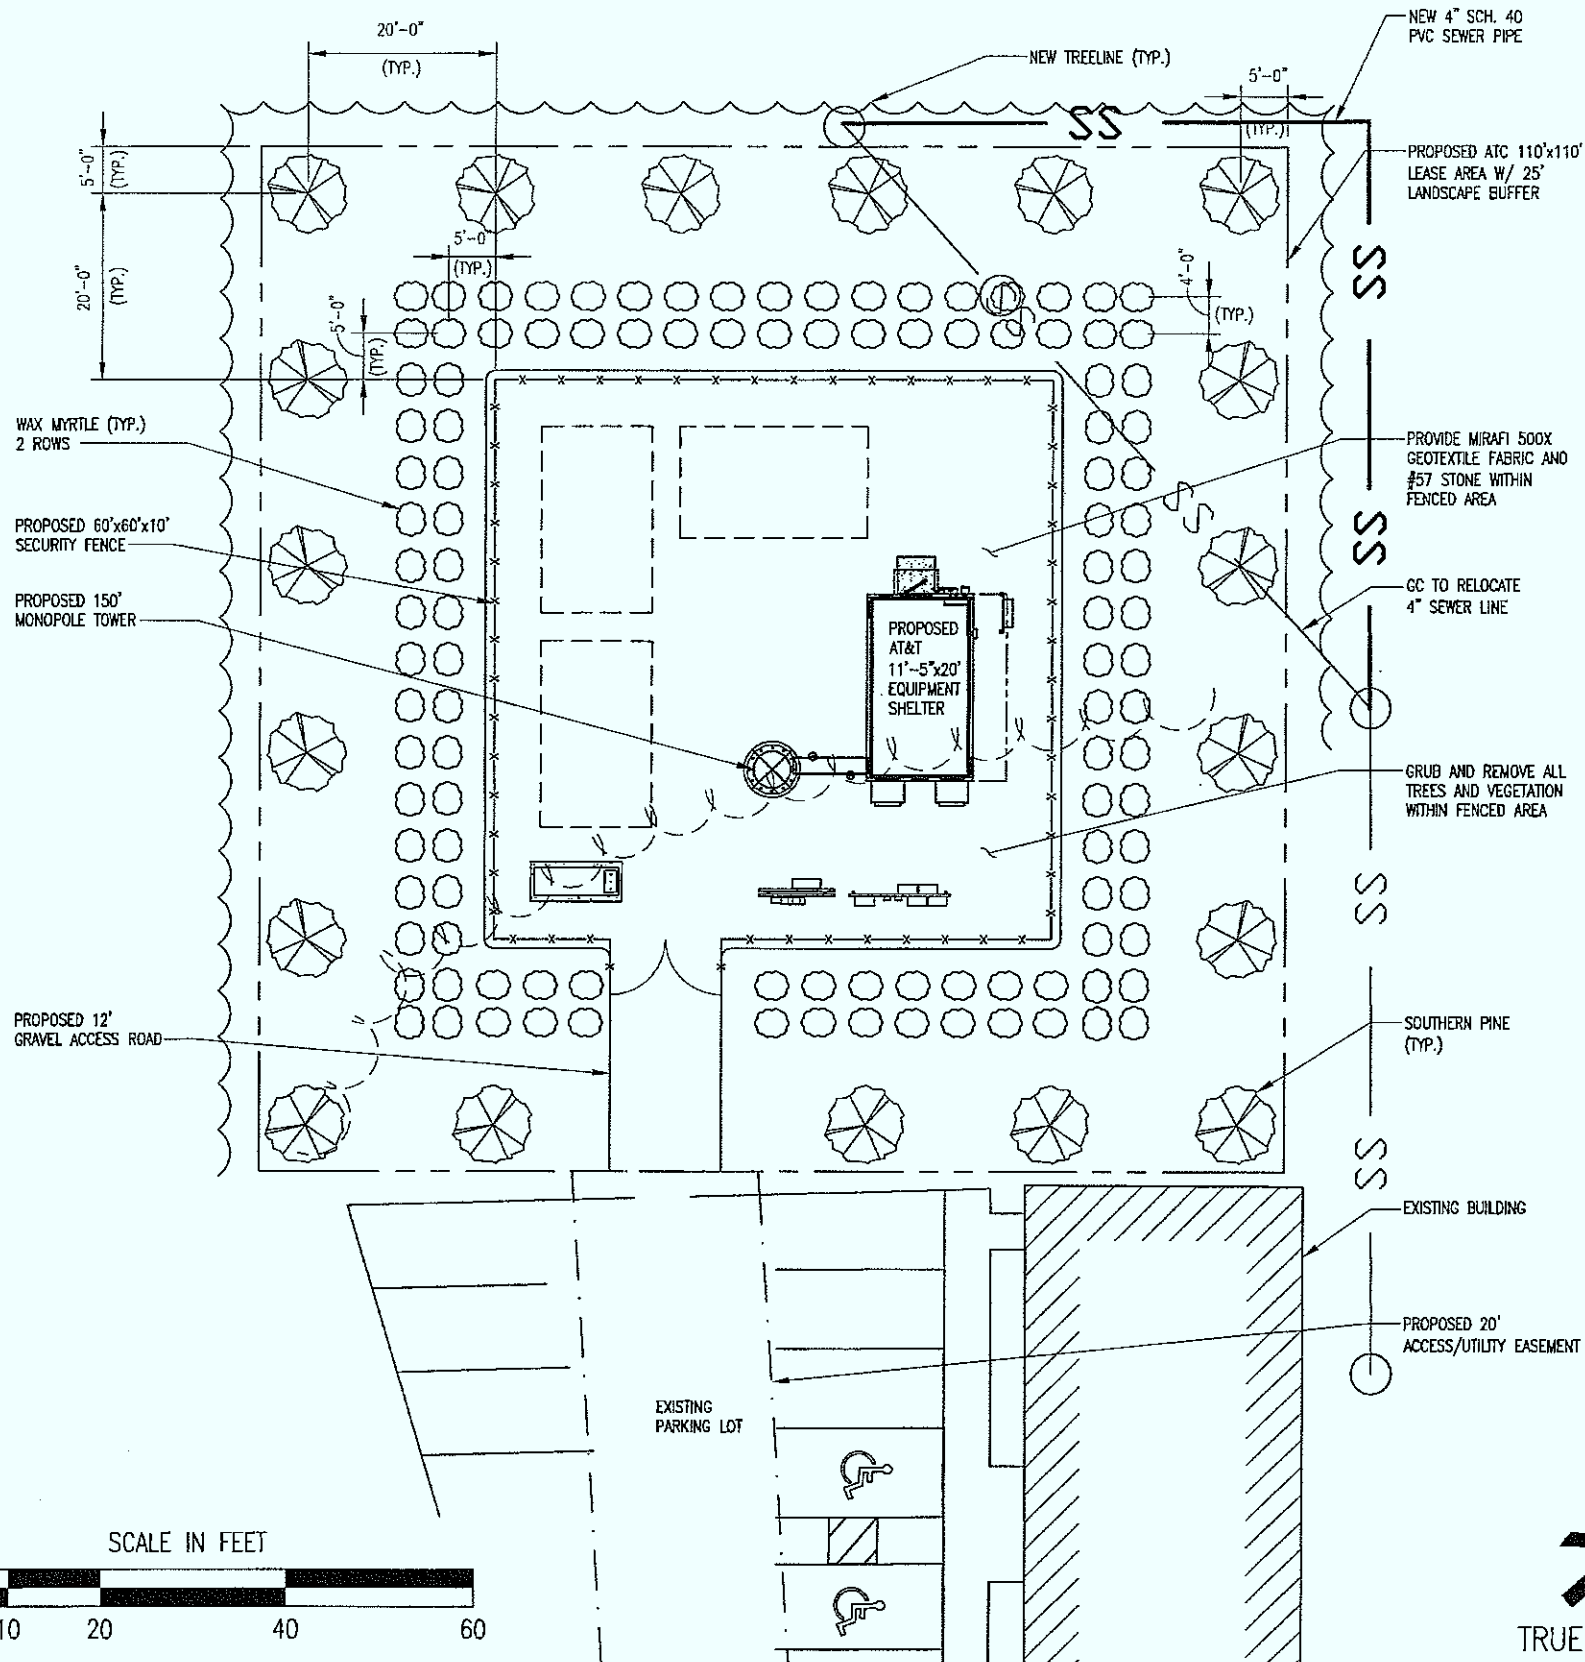 20'-0"
(TYP.)
NEW TREELINE (TYP.)
NEW 4" SCH. 40
PVC SEWER PIPE
5'-0"
(TYP.)
SS
5'-0"
(TYP.)
PROPOSED ATC 110'x110'
LEASE AREA W/ 25'
LANDSCAPE BUFFER
20'-0"
(TYP.)
5'-0"
(TYP.)
5'-0"
(TYP.)
4'-0"
(TYP.)
SS
WAX MYRTLE (TYP.)
2 ROWS
PROVIDE MIRAFI 500X
GEOTEXTILE FABRIC AND
#57 STONE WITHIN
FENCED AREA
SS
SS
PROPOSED 60'x60'x10'
SECURITY FENCE
PROPOSED 150'
MONOPOLE TOWER
GC TO RELOCATE
4" SEWER LINE
PROPOSED
AT&T
11'-5"x20'
EQUIPMENT
SHELTER
GRUB AND REMOVE ALL
TREES AND VEGETATION
WITHIN FENCED AREA
SS
PROPOSED 12'
GRAVEL ACCESS ROAD
SOUTHERN PINE
(TYP.)
SS
EXISTING BUILDING
PROPOSED 20'
ACCESS/UTILITY EASEMENT
EXISTING
PARKING LOT
SCALE IN FEET
10 20 40 60
TRUE